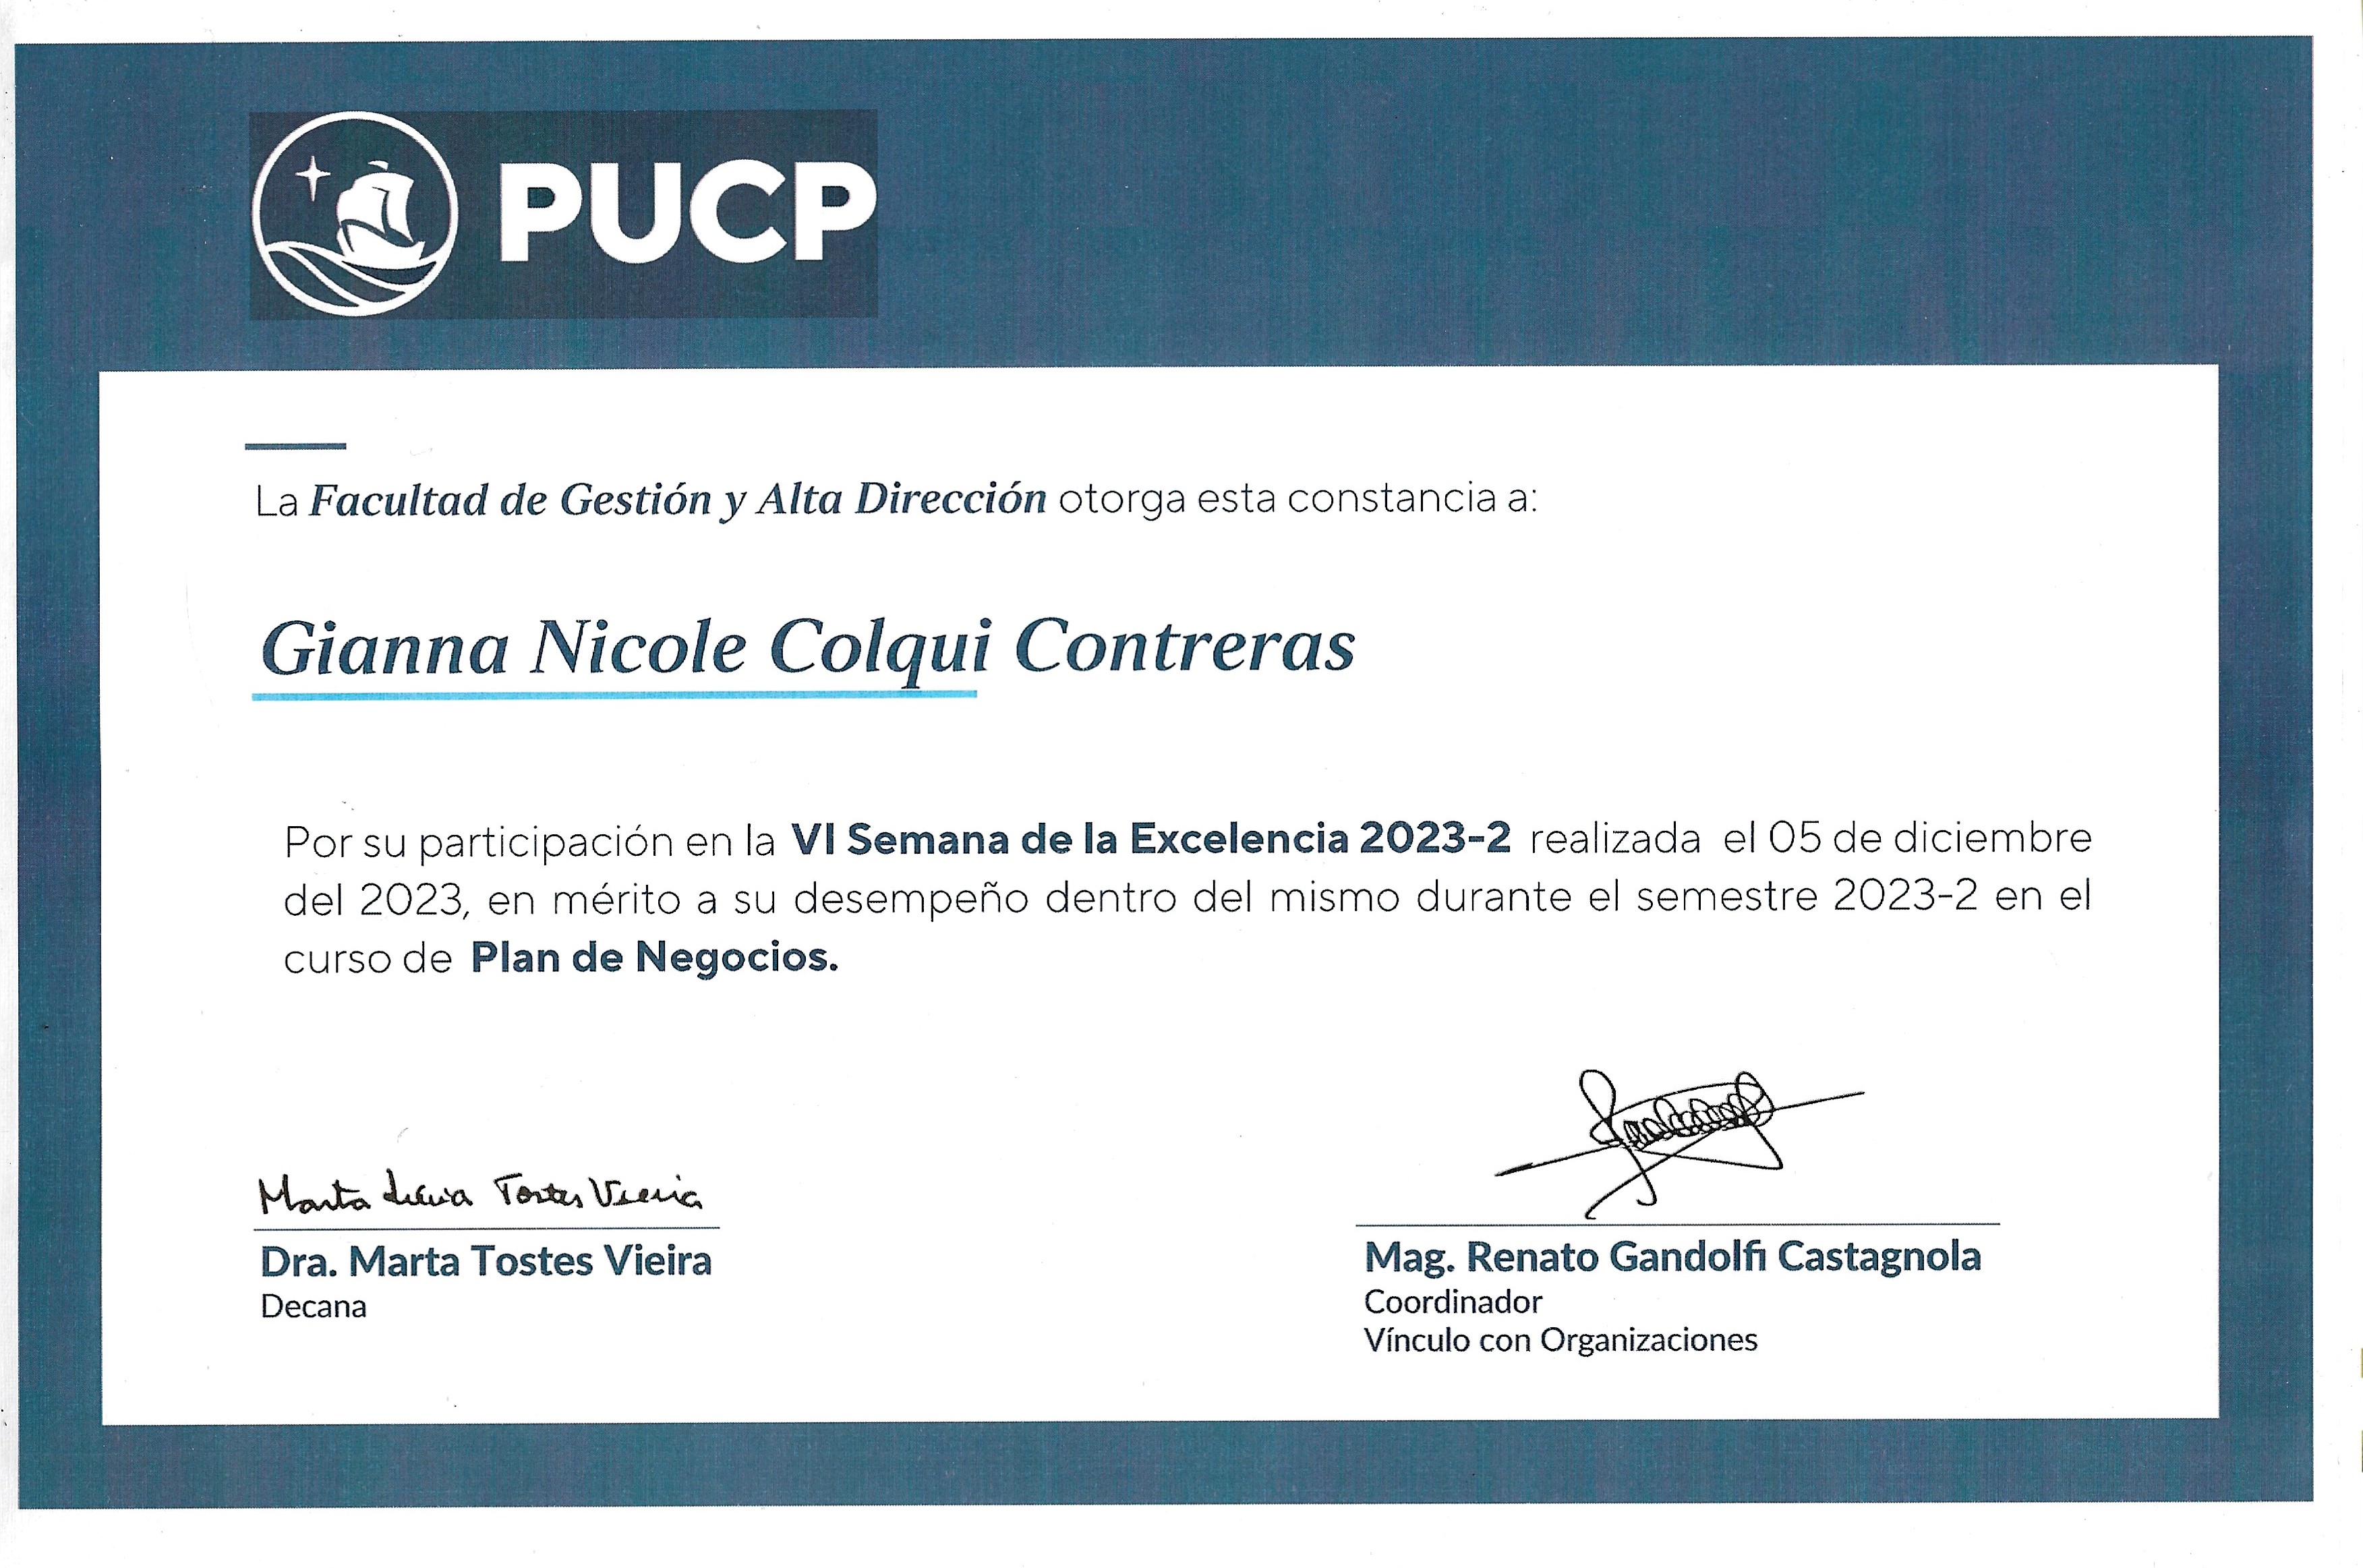 PUCP
La Facultad de Gestión y Alta Dirección otorga esta constancia a:
Gianna Nicole Colqui Contreras
Por su participación en la VI Semana de la Excelencia 2023-2 realizada el 05 de diciembre
del 2023, en mérito a su desempeño dentro del mismo durante el semestre 2023-2 en el
curso de Plan de Negocios.
Marta Lucia Tostes Vieira
Dra. Marta Tostes Vieira
Decana
Mag. Renato Gandolfi Castagnola
Coordinador
Vínculo con Organizaciones